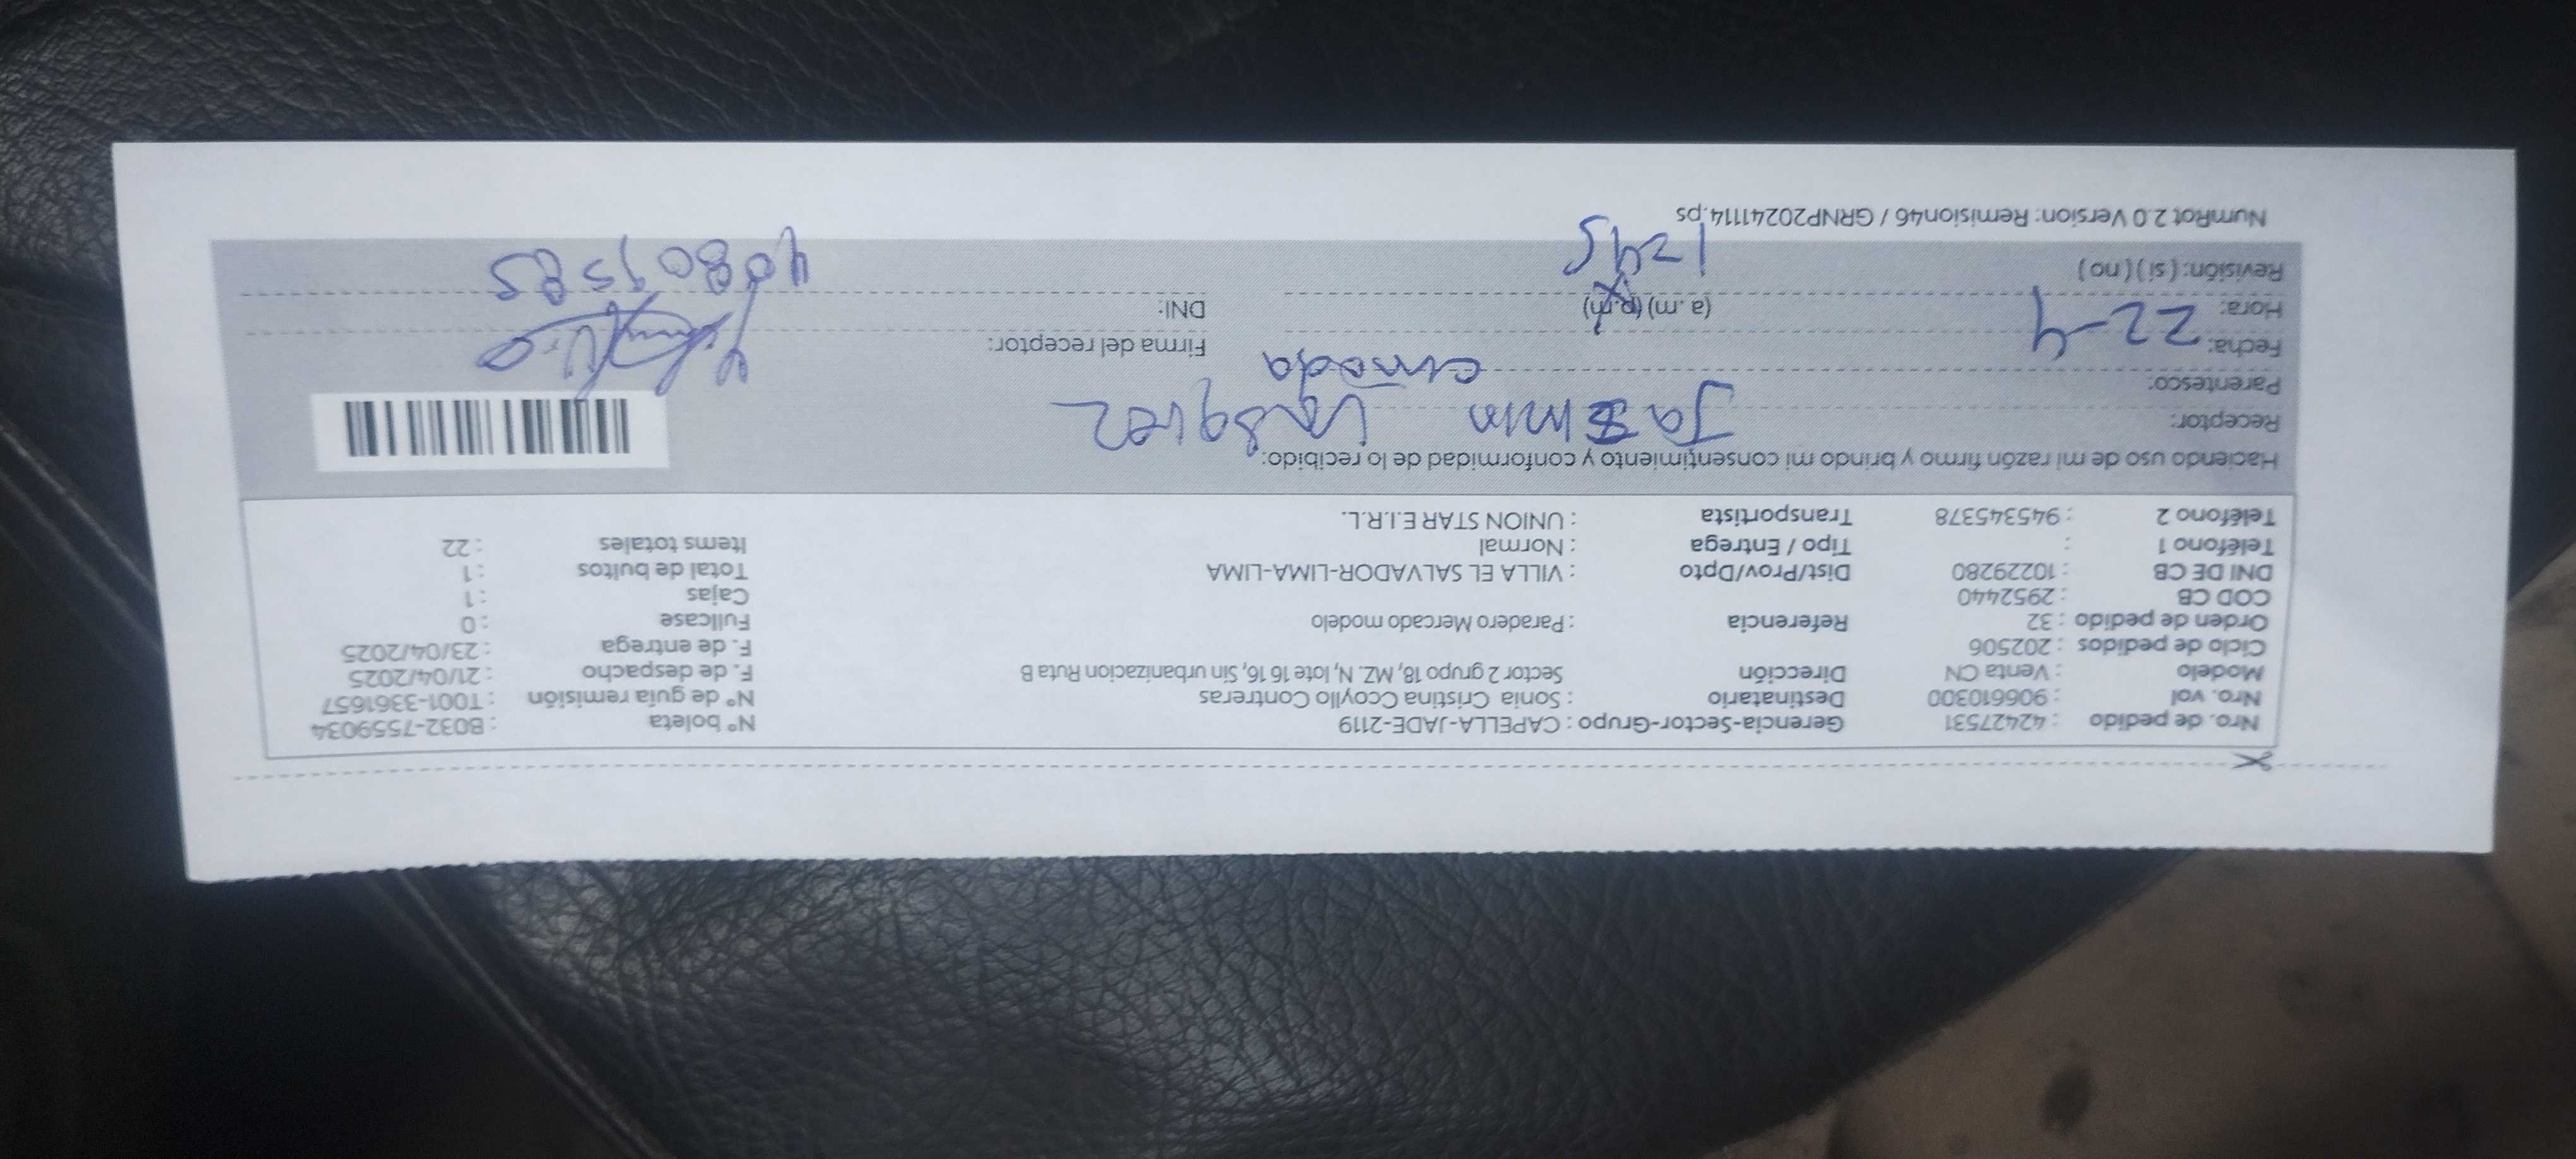 Nro. de pedido : 42427531 Gerencia-Sector-Grupo : CAPELLA-JADE-2119 N° boleta : B032-7559034
Nro. vol : 906610300 Destinatario : Sonia Cristina Ccoyllo Contreras N° de guía remisión : T001-3361657
Modelo : Venta CN Dirección Sector 2 grupo 18, MZ. N, lote 16 16, Sin urbanizacion Ruta B F. de despacho : 21/04/2025
Ciclo de pedidos : 202506 F. de entrega : 23/04/2025
Orden de pedido : 32 Referencia : Paradero Mercado modelo Fullcase : 0
COD CB : 2952440 Cajas : 1
DNI DE CB : 10229280 Dist/Prov/Dpto : VILLA EL SALVADOR-LIMA-LIMA Total de bultos : 1
Teléfono 1 : Tipo / Entrega : Normal Items totales : 22
Teléfono 2 : 945345378 Transportista : UNION STAR E.I.R.L.
Haciendo uso de mi razón firmo y brindo mi consentimiento y conformidad de lo recibido:
Receptor: Jasmin Vasquez
Parentesco: cuñada
Fecha: 22-4 Firma del receptor:
Hora: (a.m) (p.m) 1245 DNI: 40809585
Revisión: ( si ) ( no )
NumRot 2.0 Version: Remision46 / GRNP20241114.ps